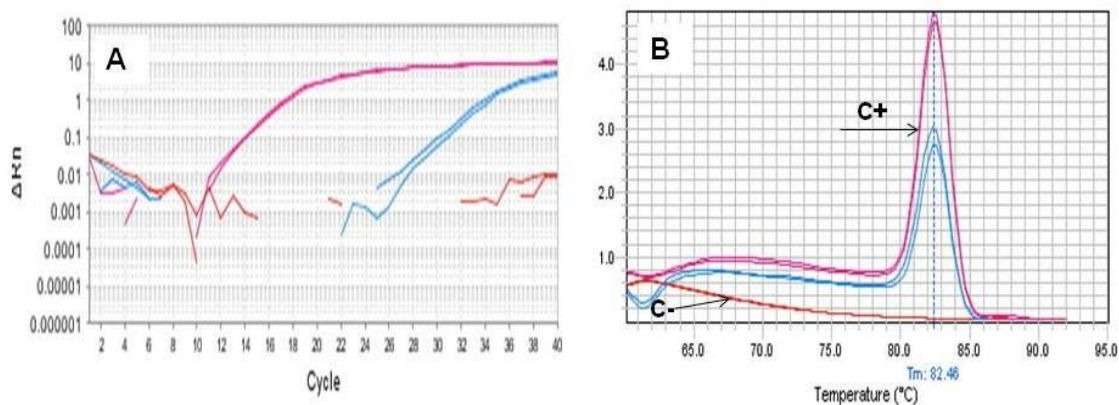 A
100
10
1
0.1
0.01
0.001
0.0001
0.00001
0.000001
ΔRn
2 4 6 8 10 12 14 16 18 20 22 24 26 28 30 32 34 36 38 40
Cycle
B
C+
C-
4.0
3.0
2.0
1.0
65.0 70.0 75.0 80.0 85.0 90.0 95.0
Tm: 82.46
Temperature (°C)